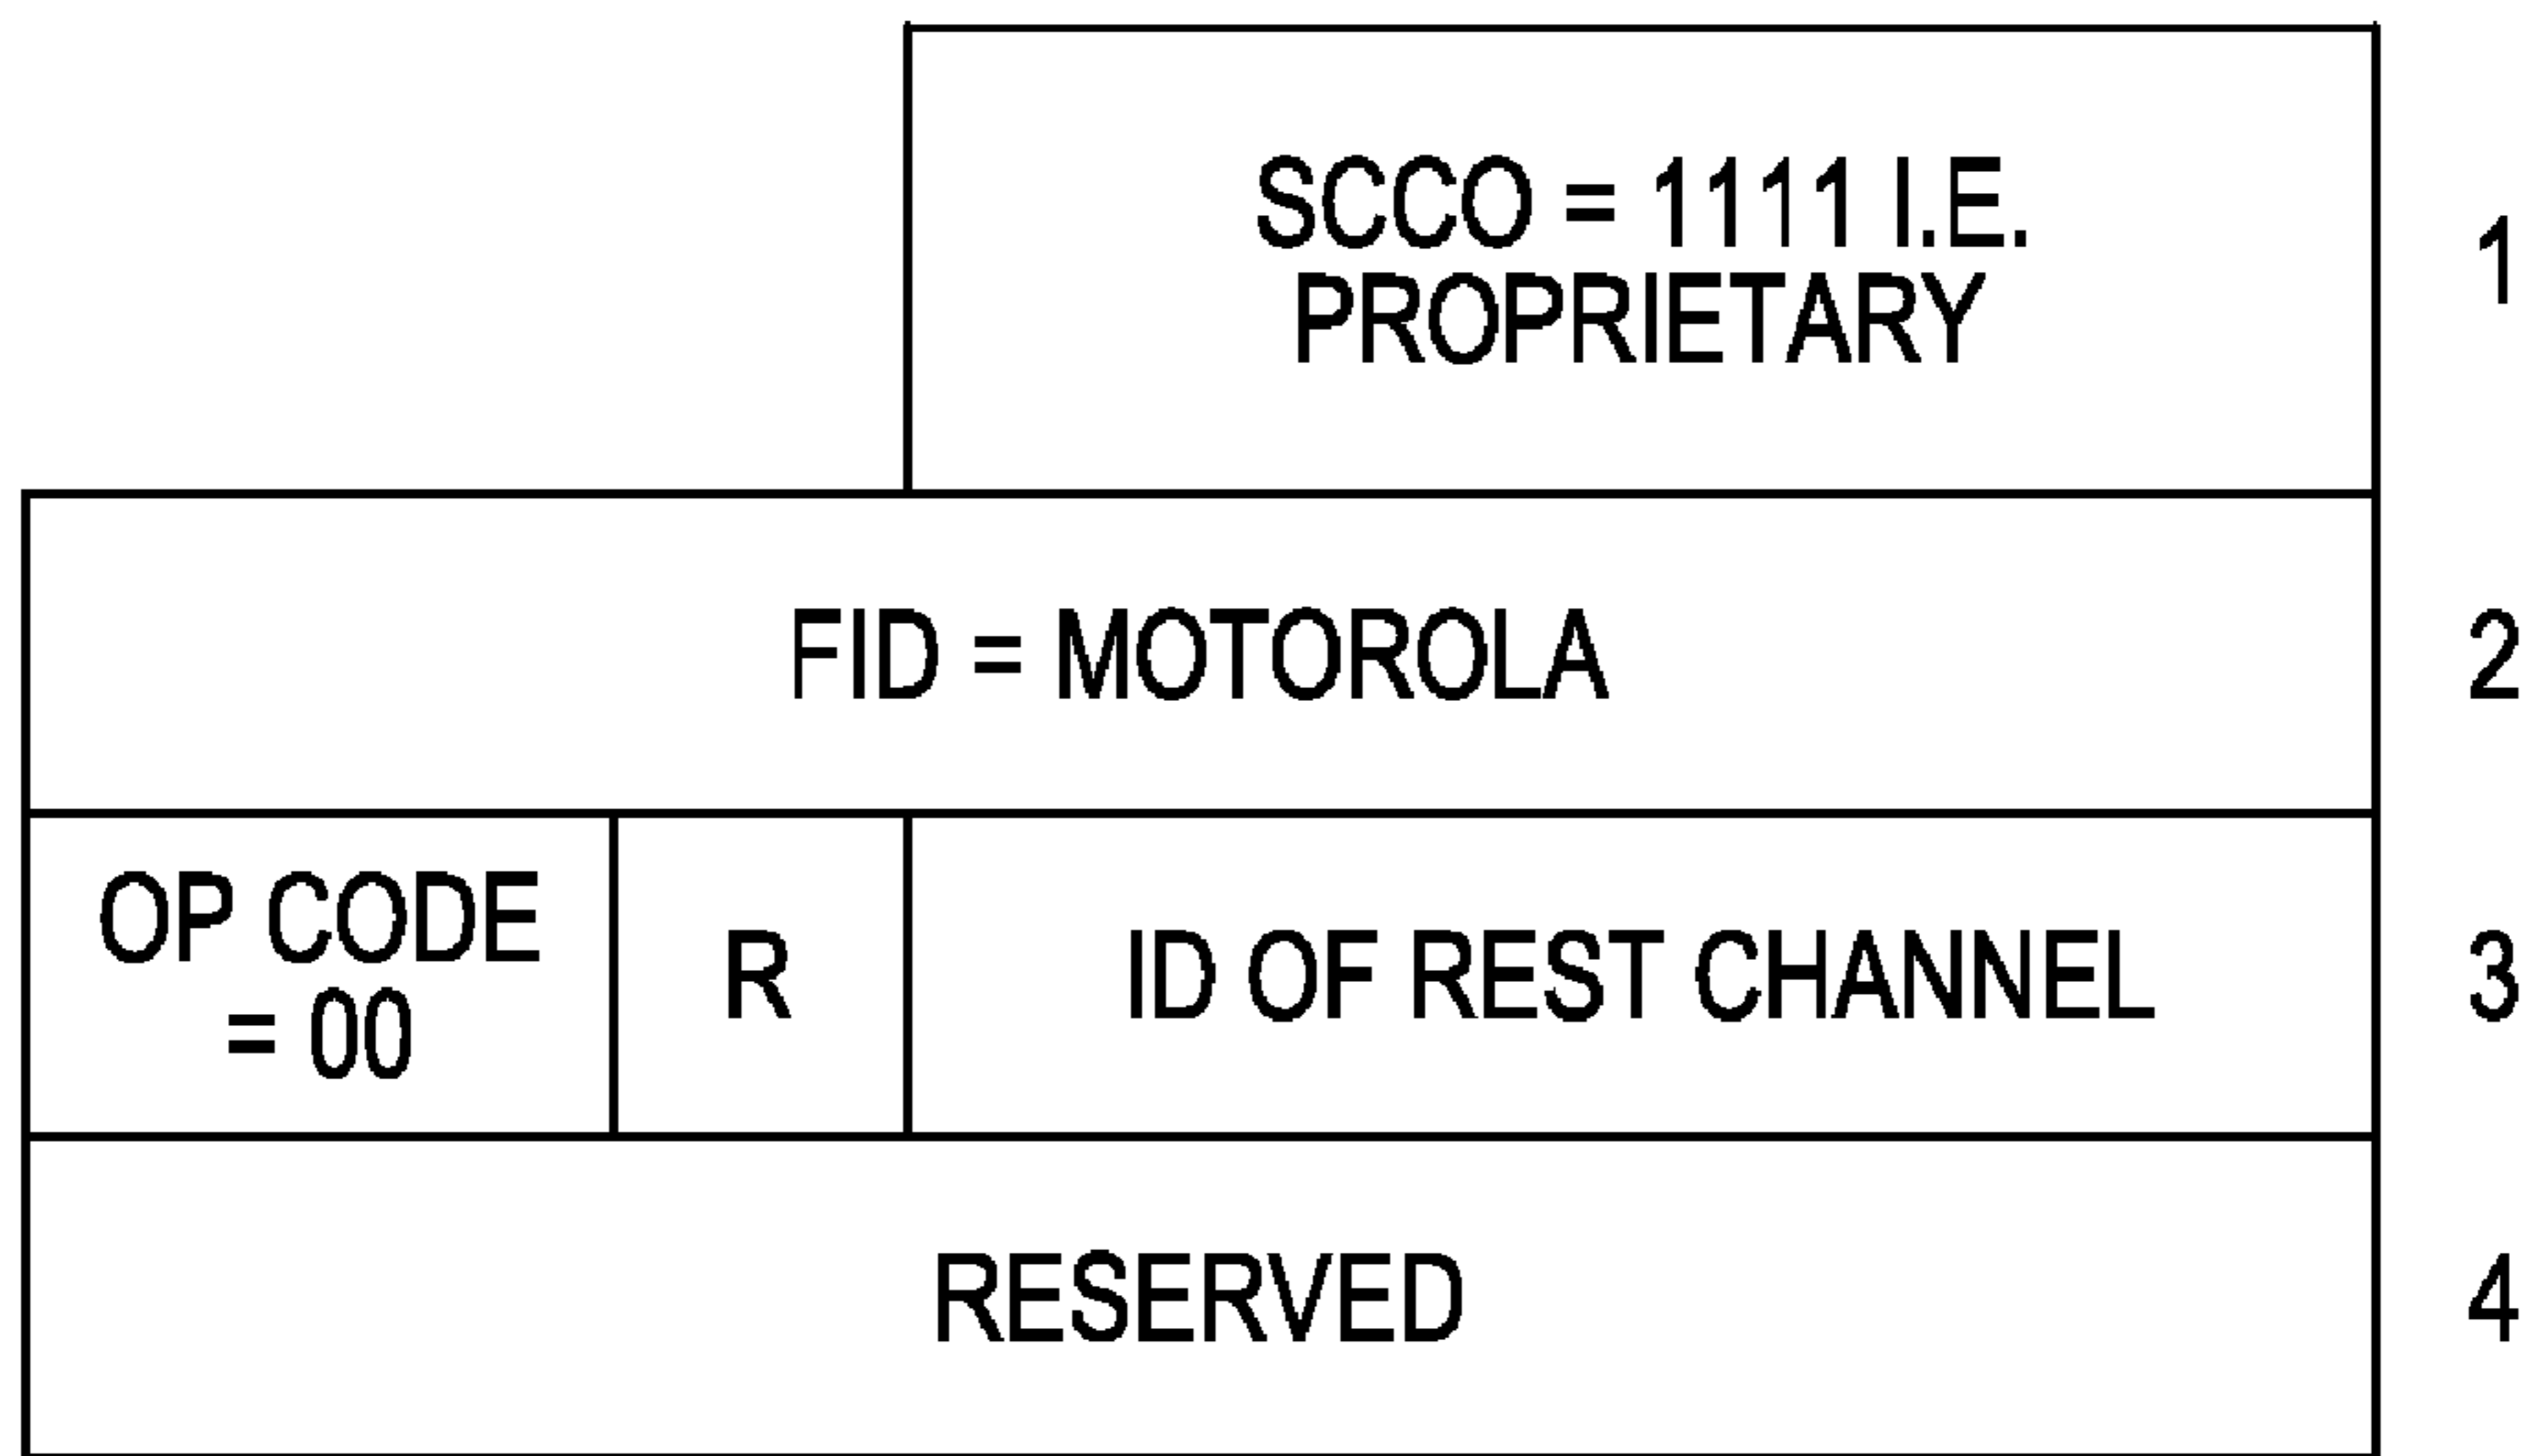 SCCO = 1111 I.E.
PROPRIETARY
1
FID = MOTOROLA
2
OP CODE
= 00
R
ID OF REST CHANNEL
3
RESERVED
4